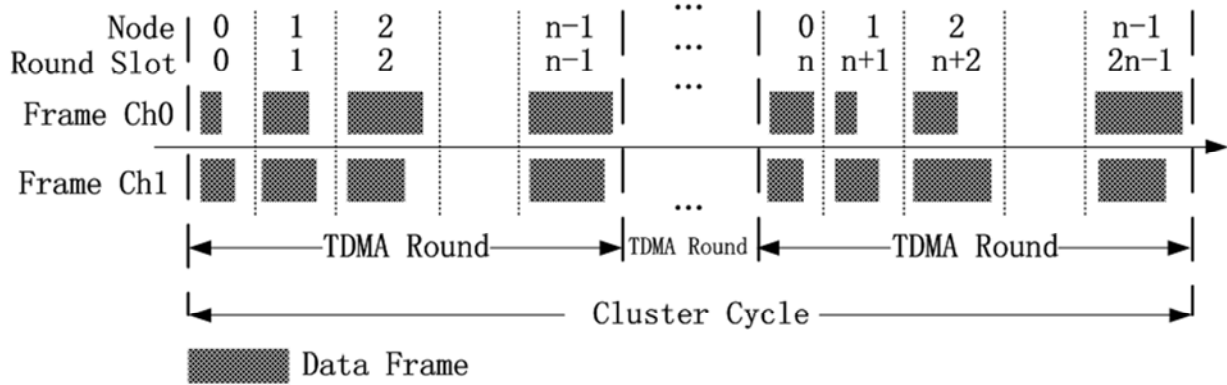 ...
Node 0 1 2 n-1 ... 0 1 2 n-1
Round Slot 0 1 2 n-1 ... n n+1 n+2 2n-1
Frame Ch0
Frame Ch1
...
TDMA Round TDMA Round TDMA Round
Cluster Cycle
Data Frame